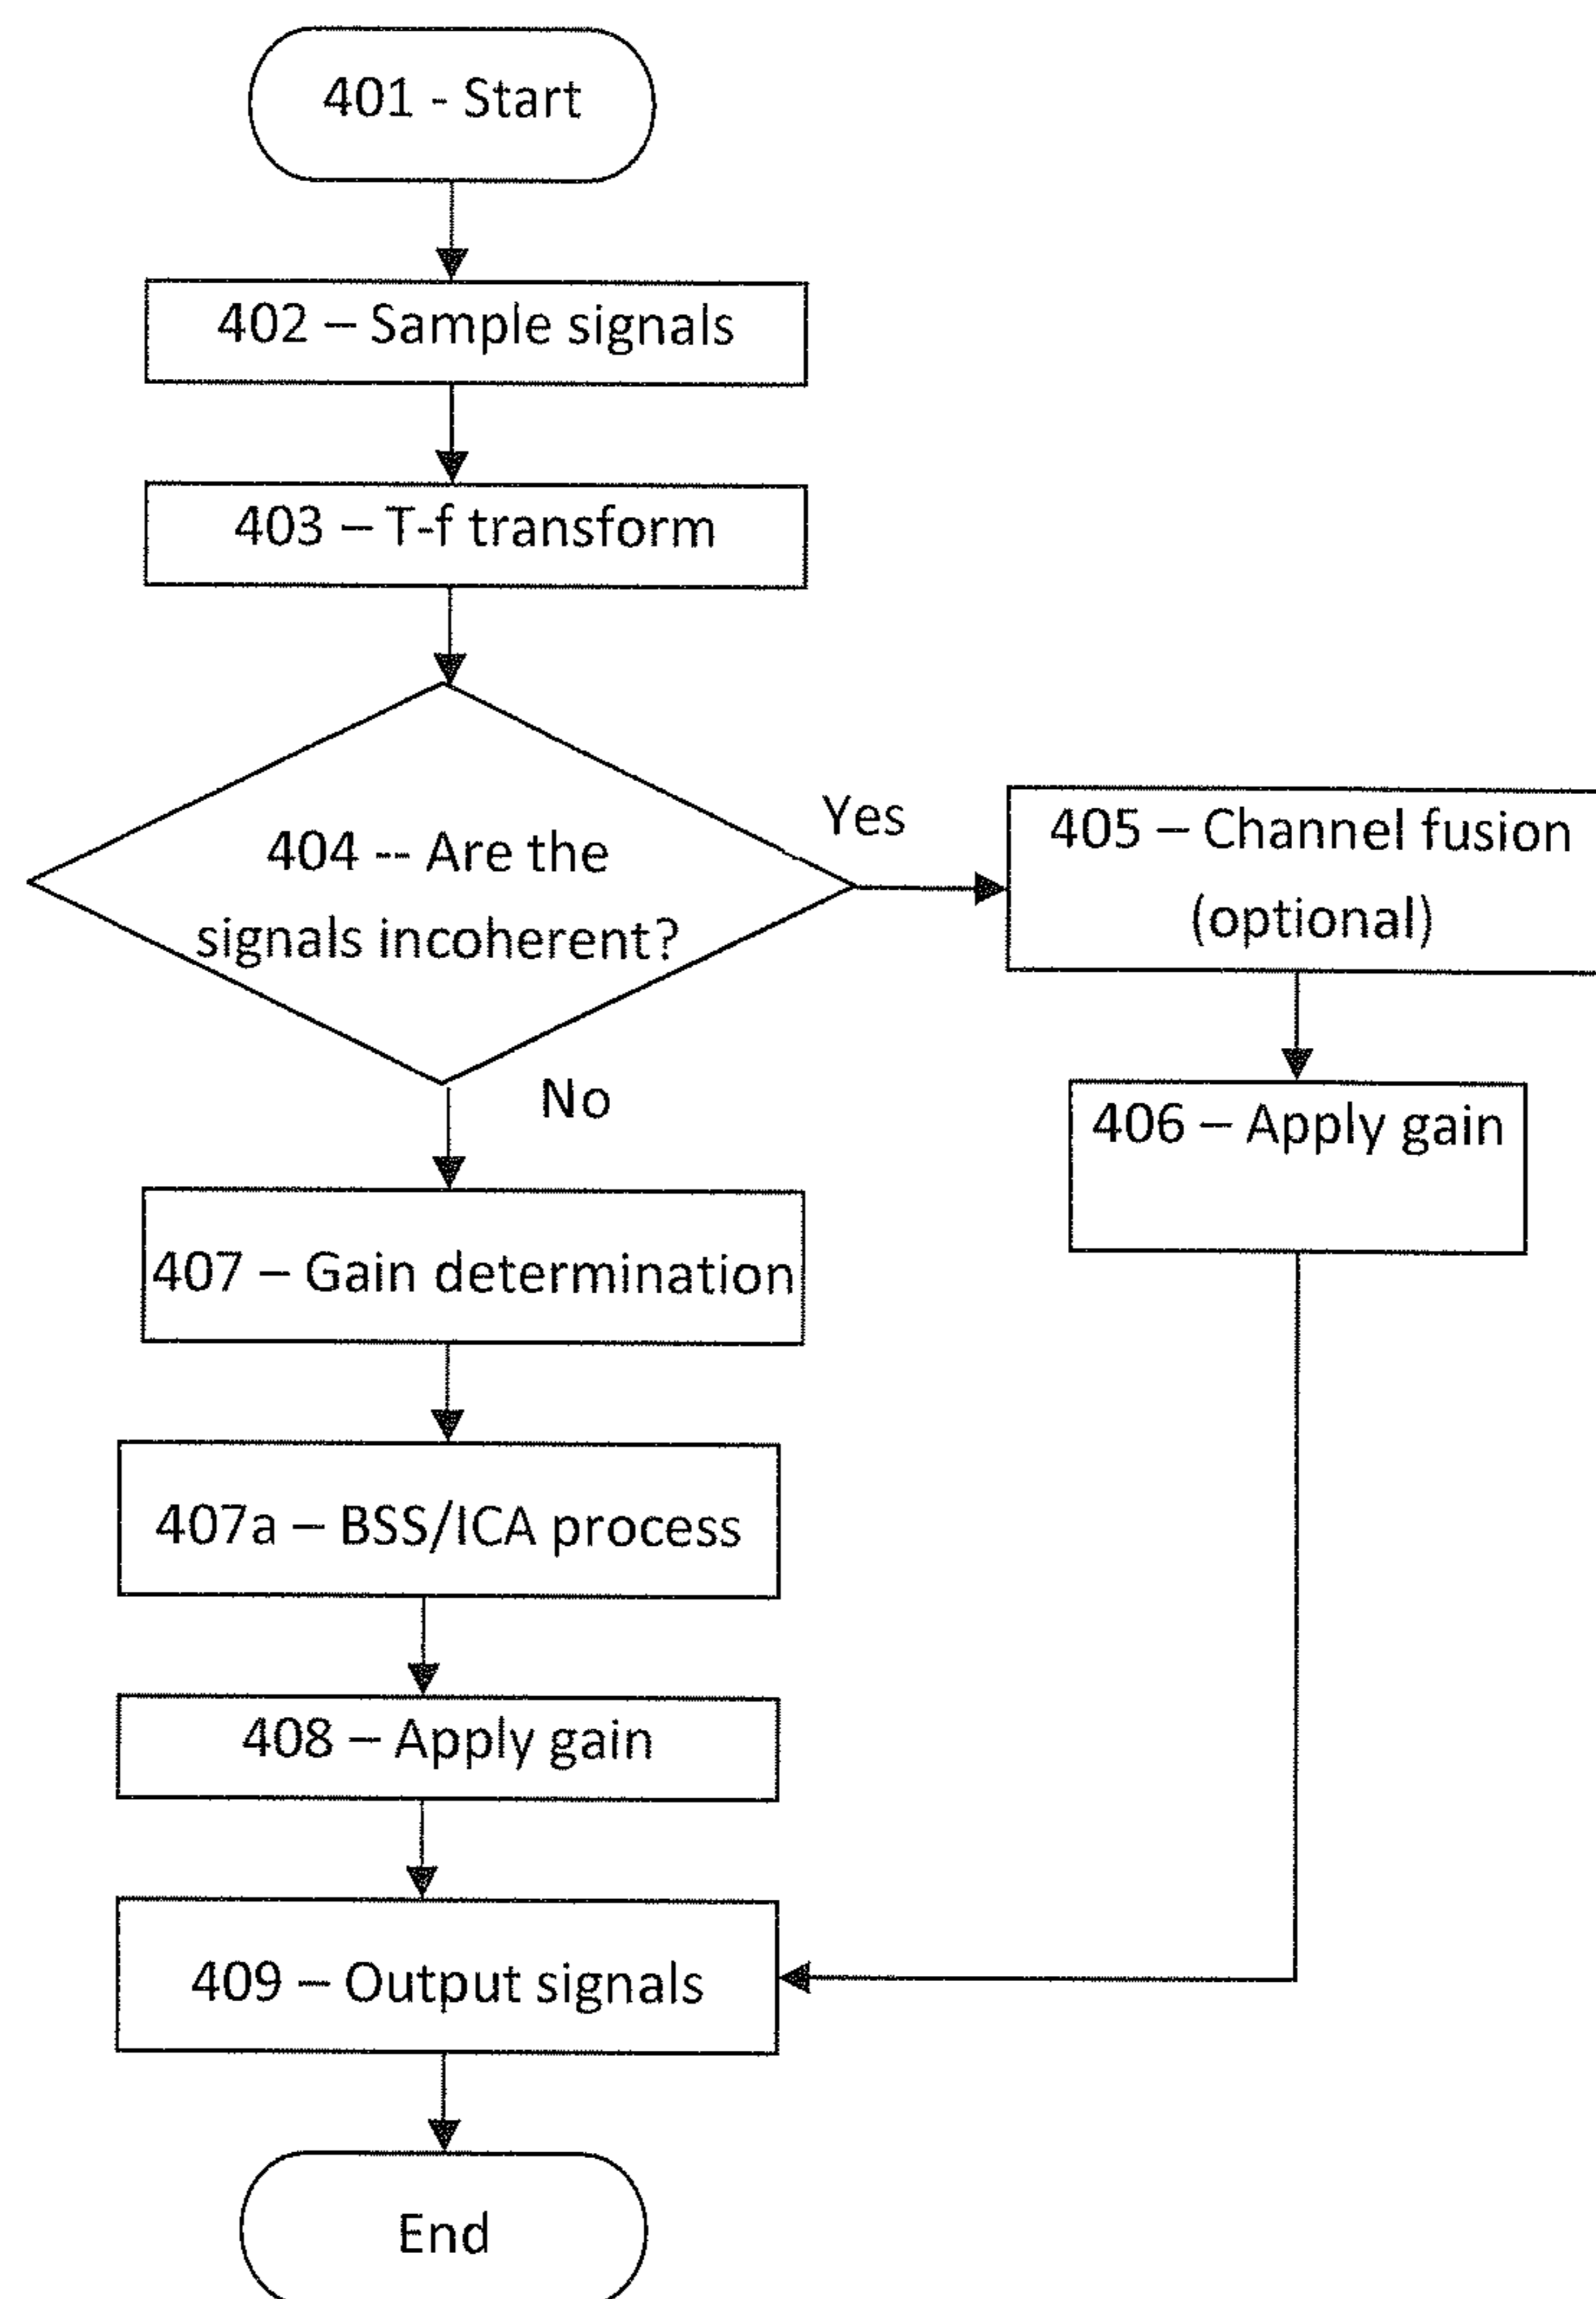 401 - Start
402 – Sample signals
403 – T-f transform
404 -- Are the
signals incoherent?
Yes
405 – Channel fusion
(optional)
406 – Apply gain
No
407 – Gain determination
407a – BSS/ICA process
408 – Apply gain
409 – Output signals
End